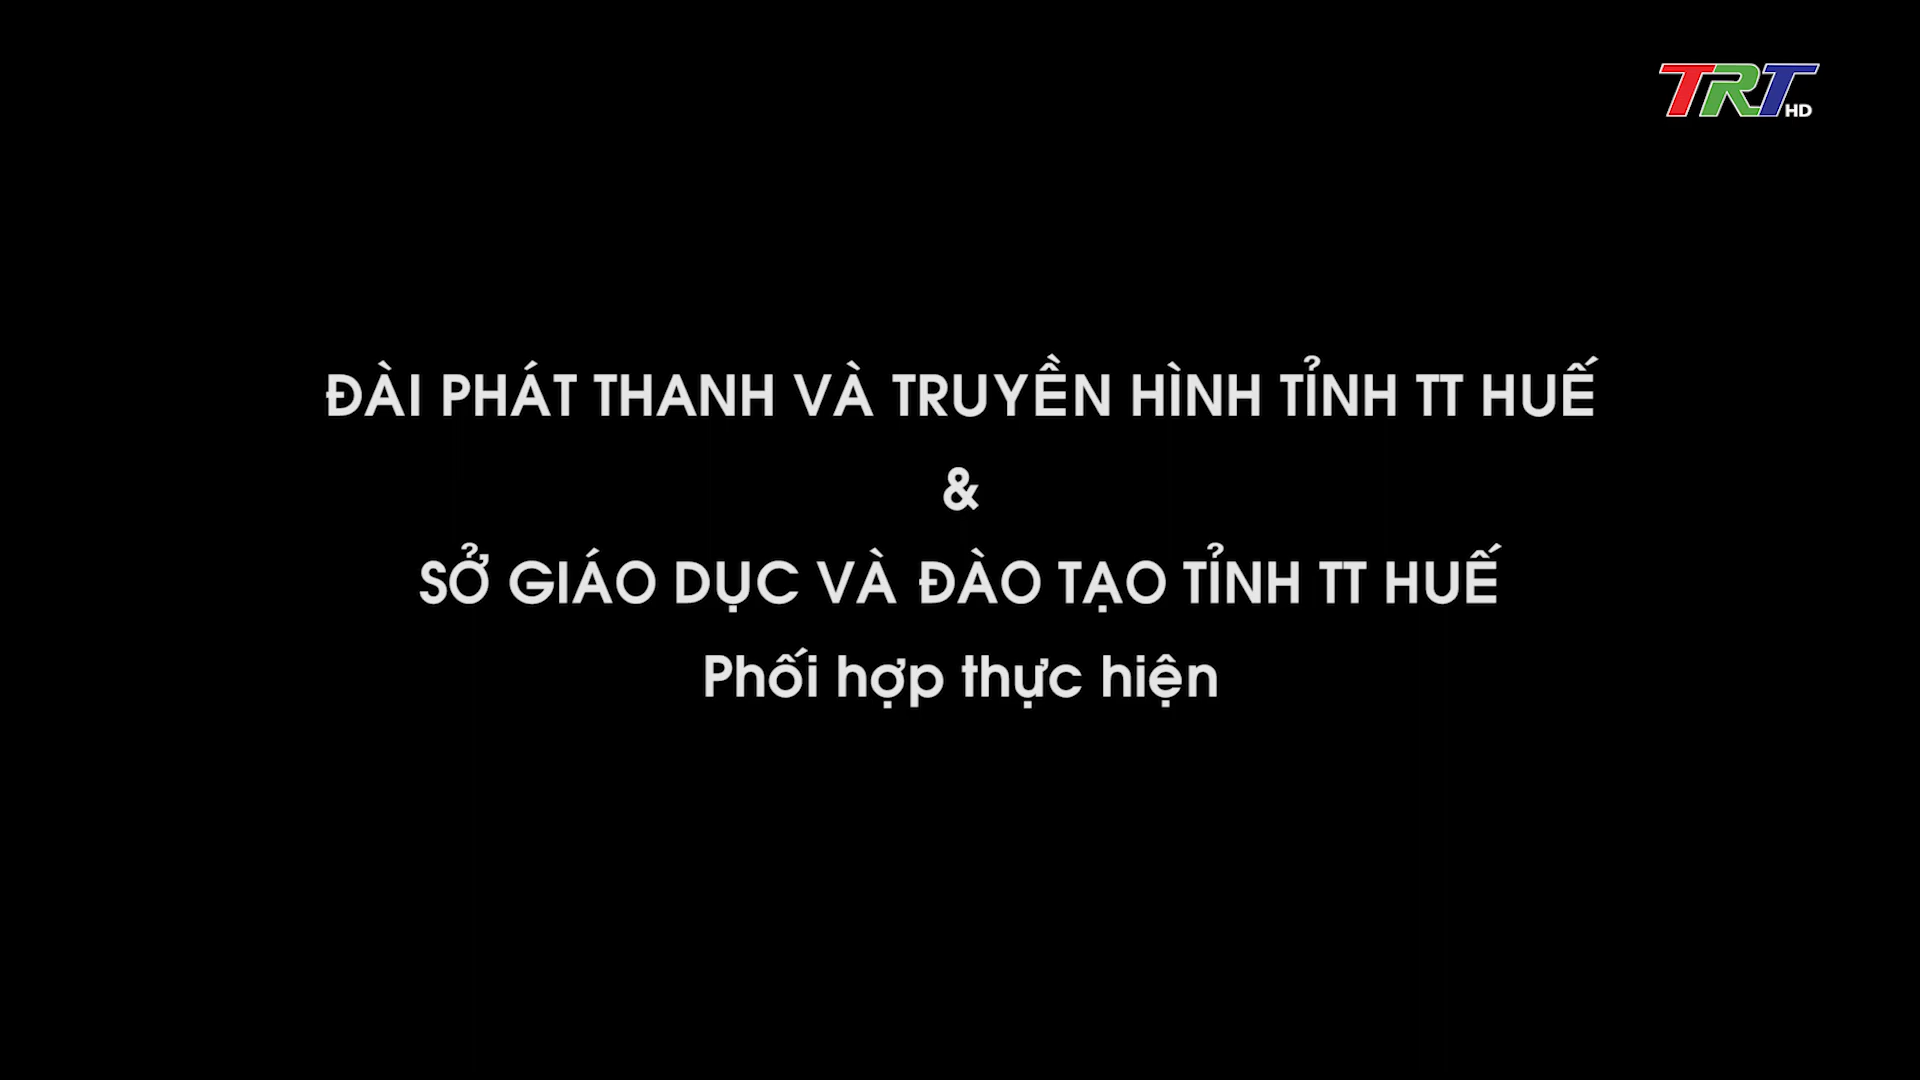 TRT HD
ĐÀI PHÁT THANH VÀ TRUYỀN HÌNH TỈNH TT HUẾ
&
SỞ GIÁO DỤC VÀ ĐÀO TẠO TỈNH TT HUẾ
Phối hợp thực hiện